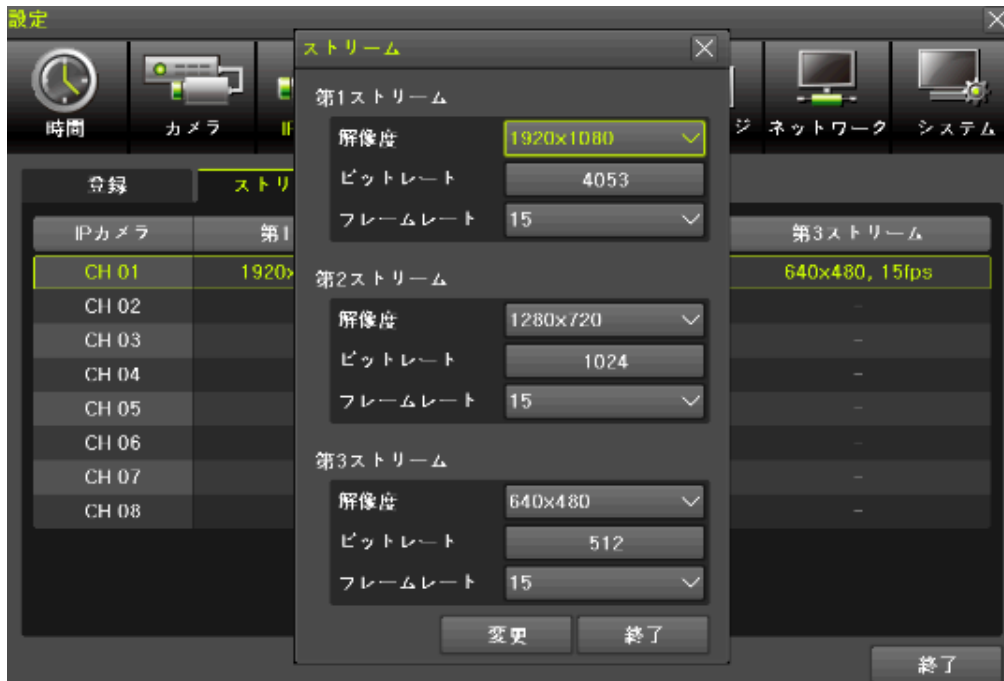 設定
ストリーム
時間
カメラ
ネットワーク
システム
第1ストリーム
解像度 1920x1080
ビットレート 4053
フレームレート 15
第2ストリーム
解像度 1280x720
ビットレート 1024
フレームレート 15
第3ストリーム
解像度 640x480
ビットレート 512
フレームレート 15
変更 終了
登録
ストリ
IPカメラ 第1 第3ストリーム
CH 01 1920x 640x480, 15fps
CH 02 -
CH 03 -
CH 04 -
CH 05 -
CH 06 -
CH 07 -
CH 08 -
終了